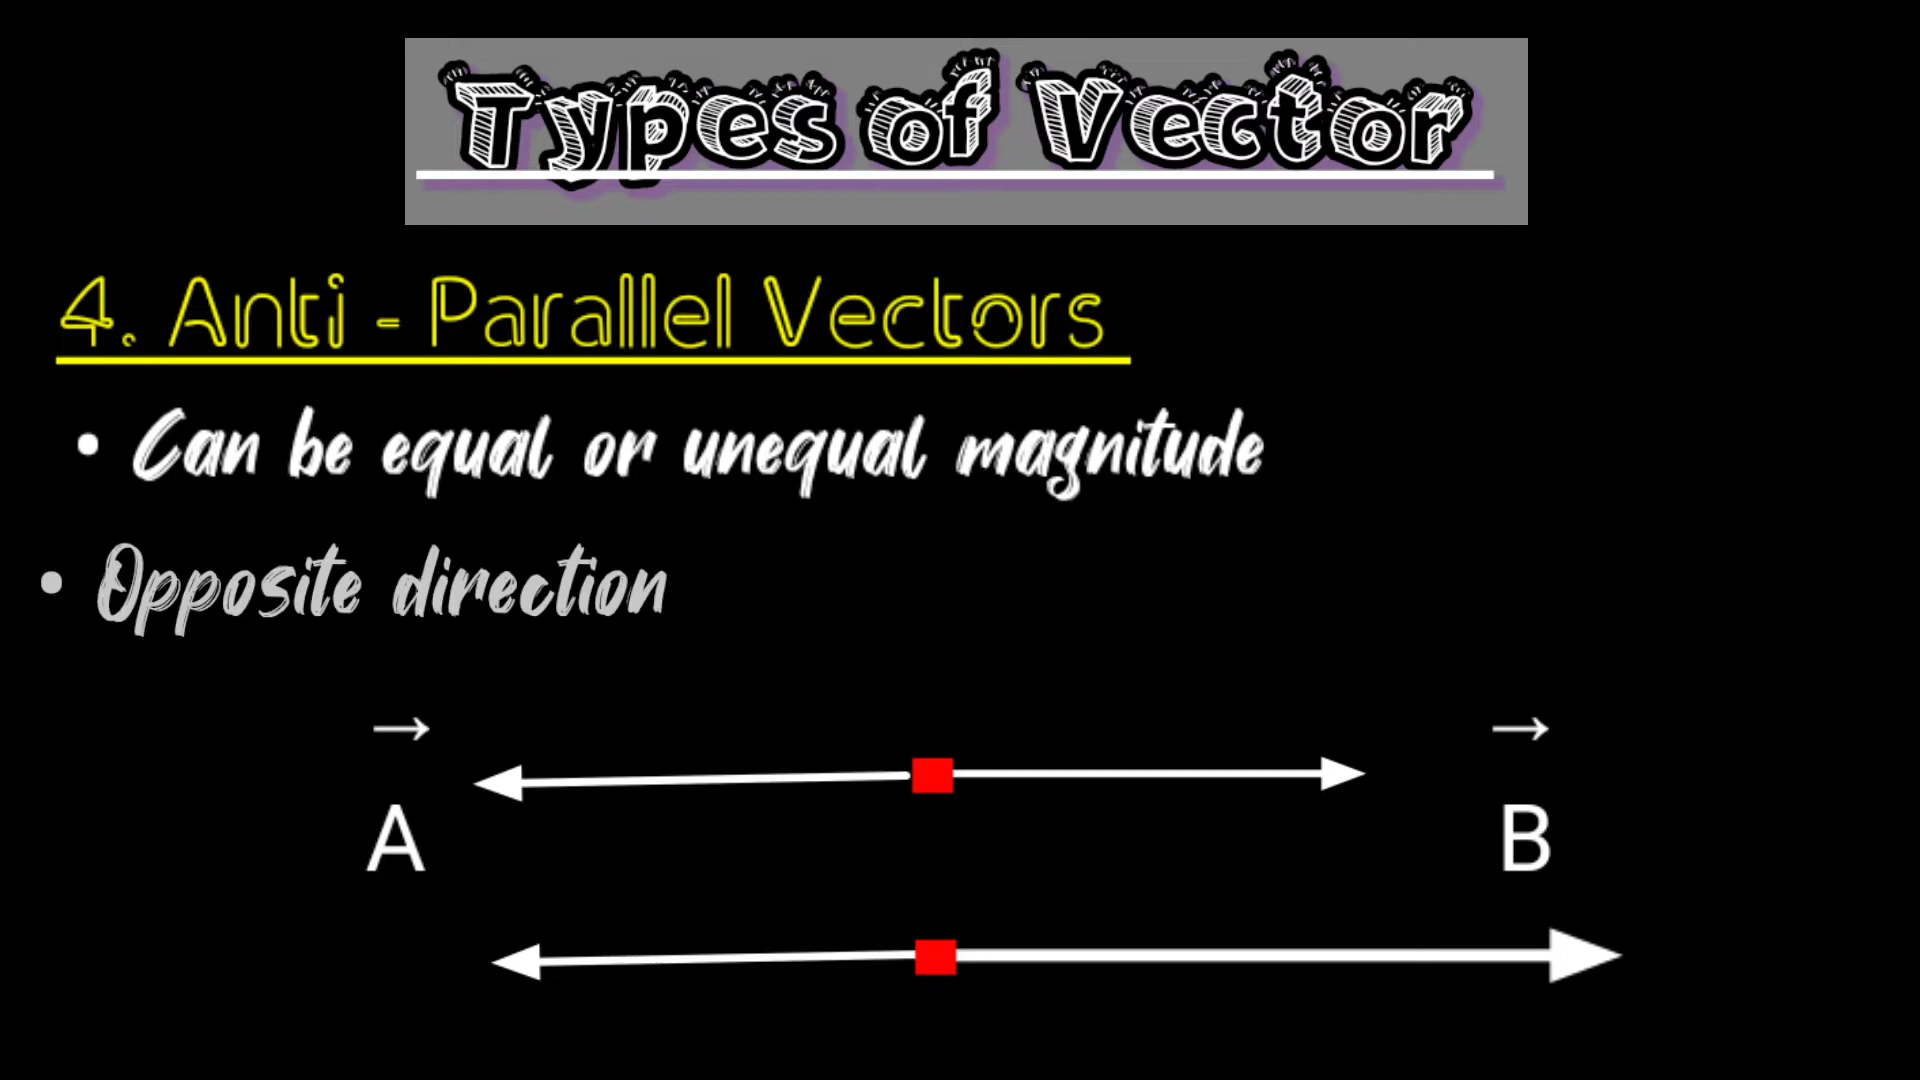 Types of Vector
4. Anti - Parallel Vectors
• Can be equal or unequal magnitude
• Opposite direction
→ →
A B